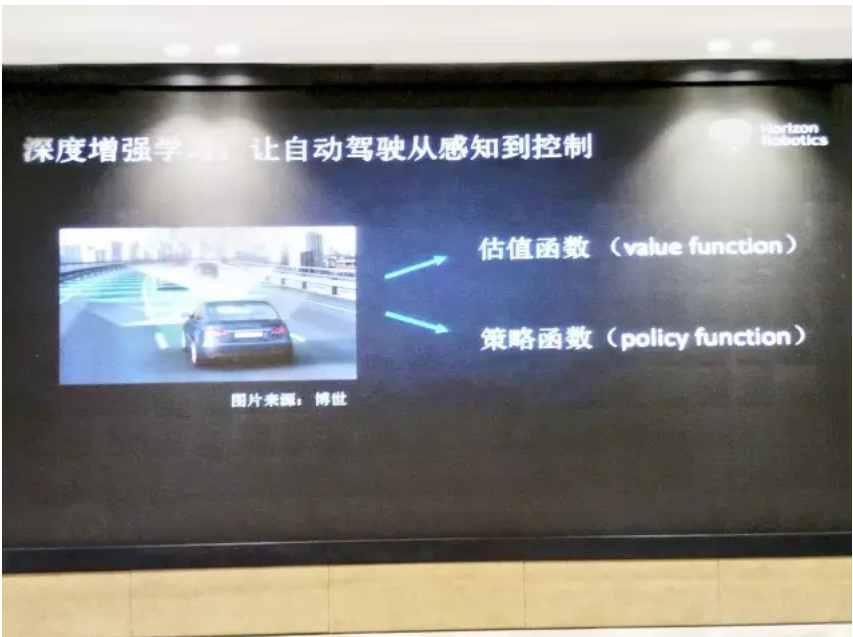 深度增强学习：让自动驾驶从感知到控制
Horizon
Robotics
估值函数（value function）
策略函数（policy function）
图片来源：博世